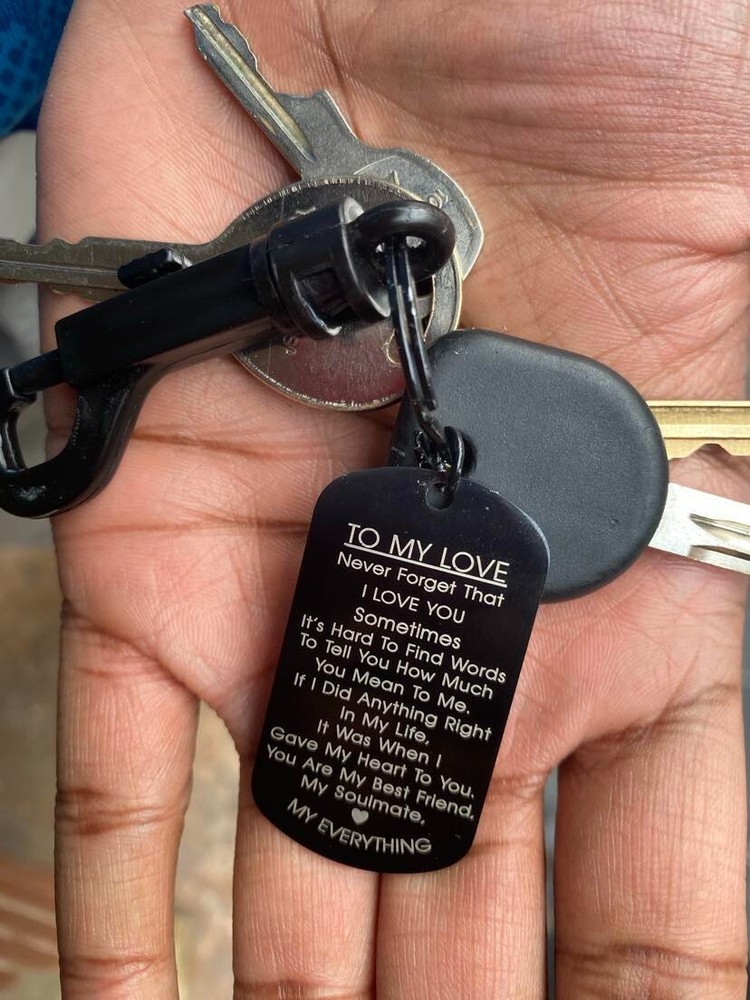 TO MY LOVE
Never Forget That
I LOVE YOU
Sometimes
It's Hard To Find Words
To Tell You How Much
You Mean To Me.
If I Did Anything Right
In My Life,
It Was When I
Gave My Heart To You.
You Are My Best Friend,
My Soulmate,
MY EVERYTHING